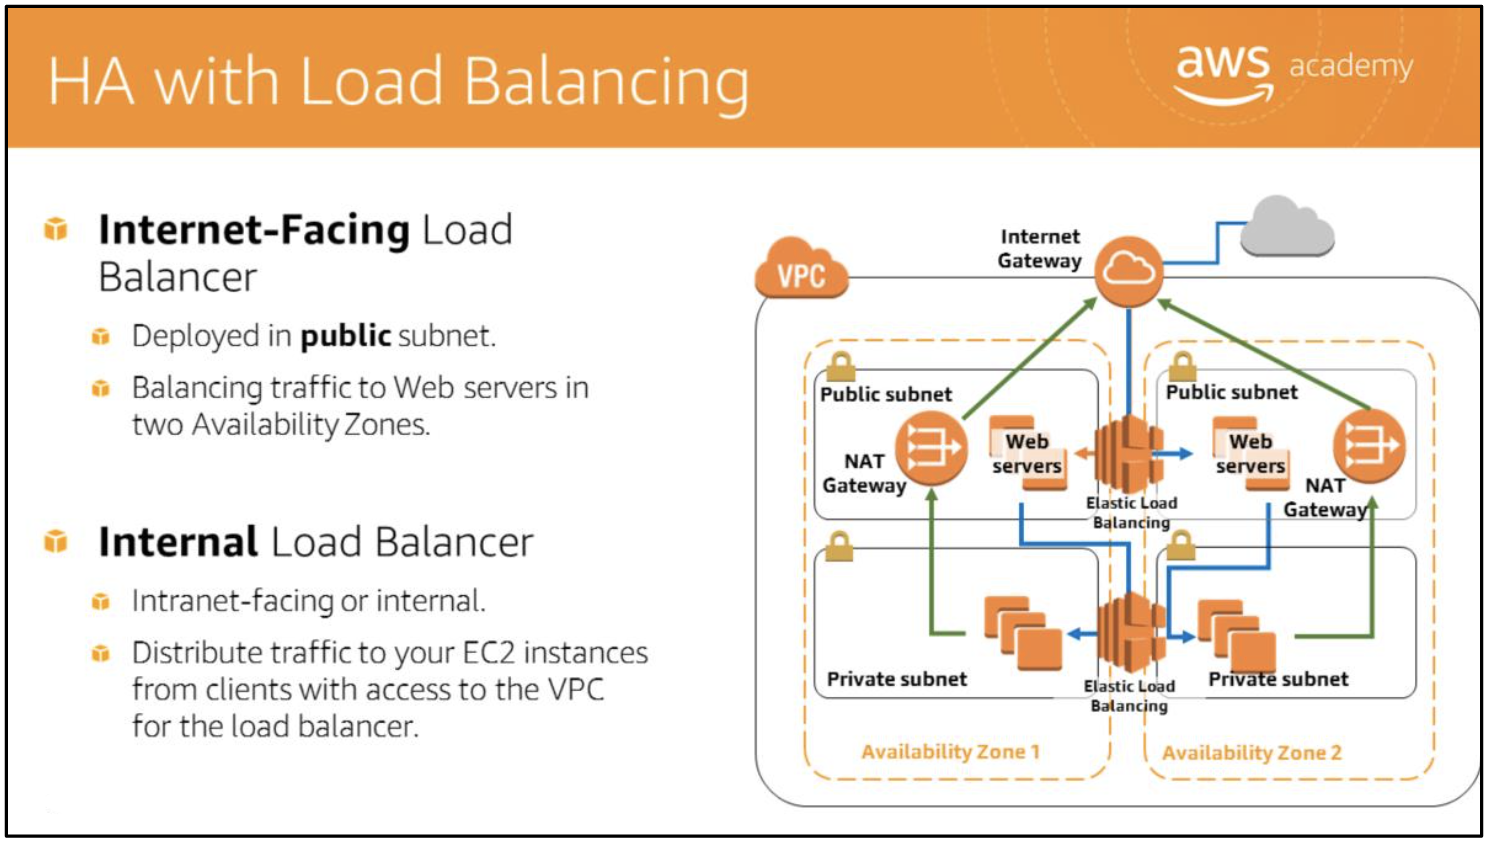 HA with Load Balancing
aws academy
Internet-Facing Load
Balancer
Deployed in public subnet.
Balancing traffic to Web servers in
two Availability Zones.
Internal Load Balancer
Intranet-facing or internal.
Distribute traffic to your EC2 instances
from clients with access to the VPC
for the load balancer.
Internet
Gateway
VPC
Public subnet
Public subnet
Web
servers
Web
servers
NAT
Gateway
NAT
Gateway
Elastic Load
Balancing
Private subnet
Private subnet
Elastic Load
Balancing
Availability Zone 1
Availability Zone 2